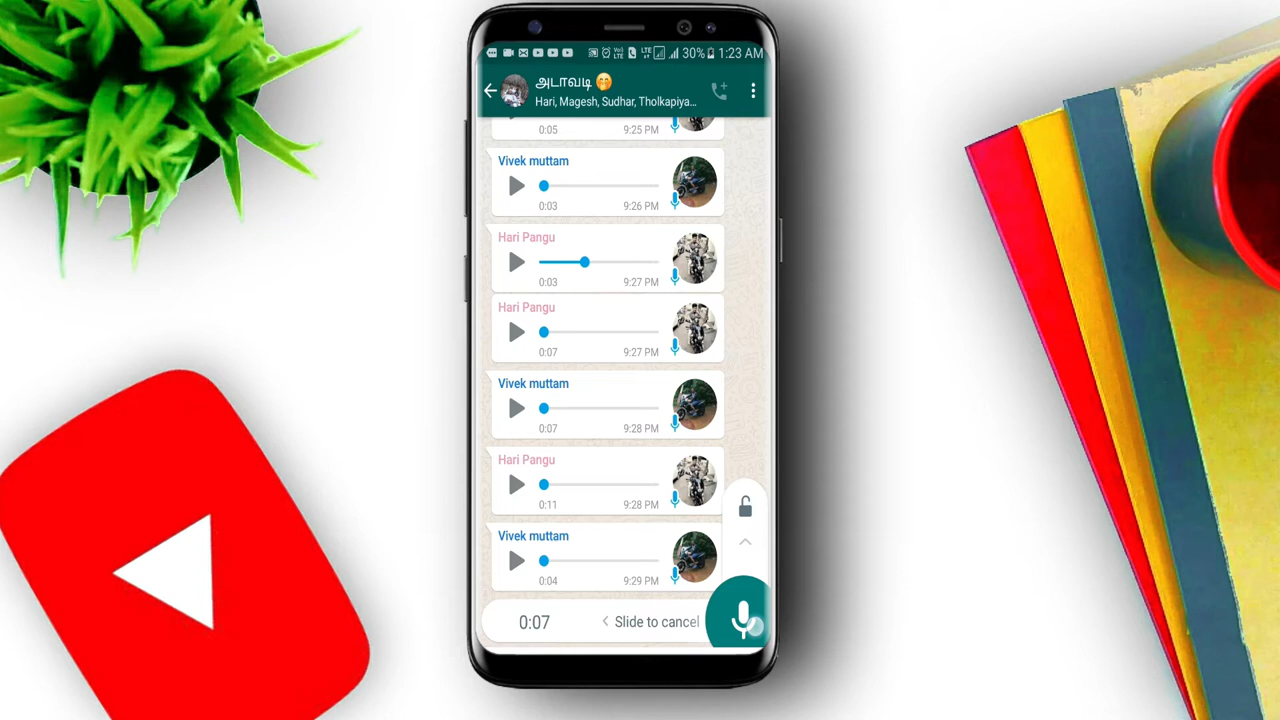 30% 1:23 AM
அடாவடி 🤭
Hari, Magesh, Sudhar, Tholkapiya...
0:05 9:25 PM
Vivek muttam
0:03 9:26 PM
Hari Pangu
0:03 9:27 PM
Hari Pangu
0:07 9:27 PM
Vivek muttam
0:07 9:28 PM
Hari Pangu
0:11 9:28 PM
Vivek muttam
0:04 9:29 PM
0:07 < Slide to cancel